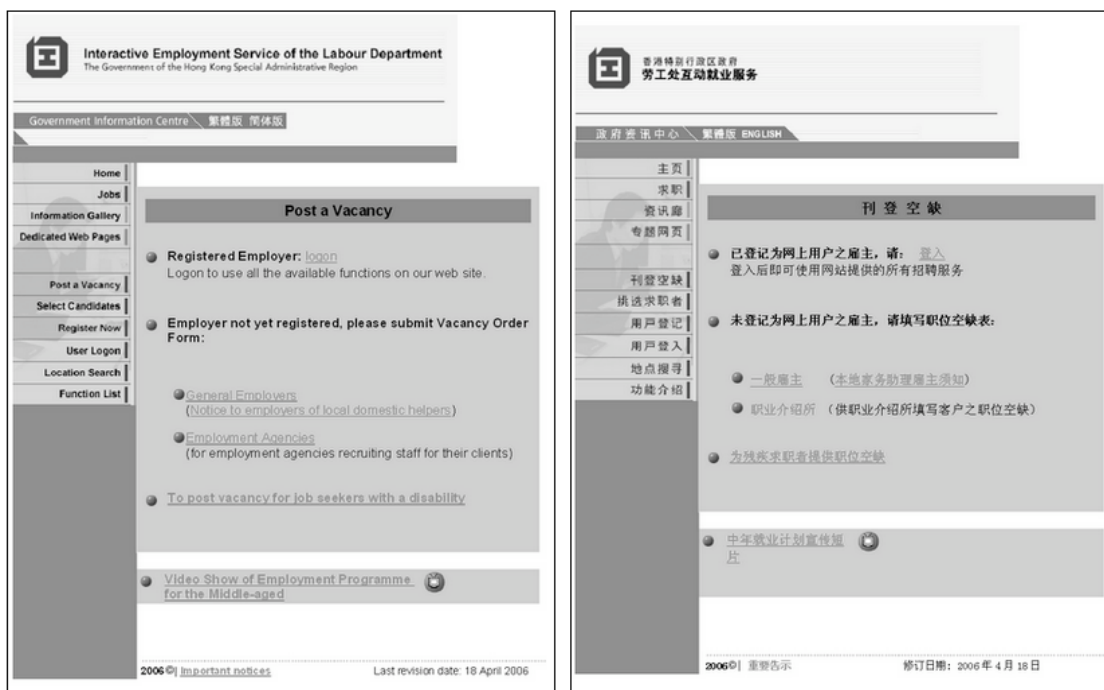 Interactive Employment Service of the Labour Department
The Government of the Hong Kong Special Administrative Region
Government Information Centre 繁體版 简体版
Home
Jobs
Information Gallery
Dedicated Web Pages
Post a Vacancy
Select Candidates
Register Now
User Logon
Location Search
Function List
Post a Vacancy
Registered Employer: logon
Logon to use all the available functions on our web site.
Employer not yet registered, please submit Vacancy Order
Form:
General Employers
(Notice to employers of local domestic helpers)
Employment Agencies
(for employment agencies recruiting staff for their clients)
To post vacancy for job seekers with a disability
Video Show of Employment Programme
for the Middle-aged
2006©| Important notices Last revision date: 18 April 2006
香港特别行政区政府
劳工处互动就业服务
政府资讯中心 繁體版 ENGLISH
主页
求职
资讯廊
专题网页
刊登空缺
挑选求职者
用戶登记
用戶登入
地点搜寻
功能介绍
刊登空缺
已登记为网上用户之雇主，请： 登入
登入后即可使用网站提供的所有招聘服务
未登记为网上用户之雇主，请填写职位空缺表：
一般雇主 （本地家务助理雇主须知）
职业介绍所 （供职业介绍所填写客户之职位空缺）
为残疾求职者提供职位空缺
中年就业计划宣传短
片
2006©| 重要告示 修订日期：2006年4月18日